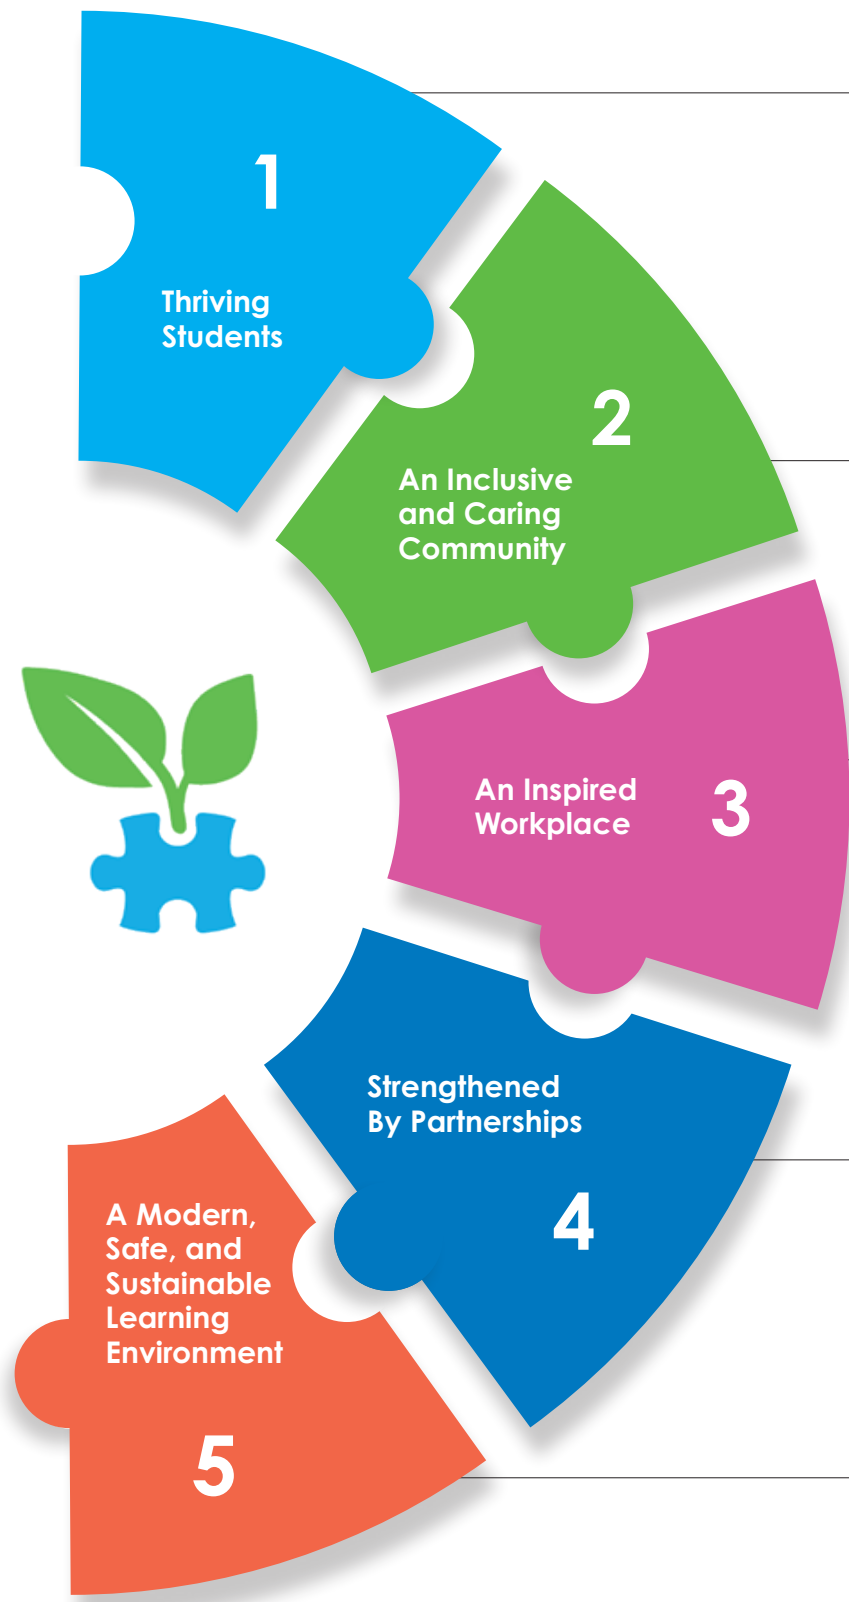 1
Thriving
Students
2
An Inclusive
and Caring
Community
An Inspired
Workplace
3
Strengthened
By Partnerships
4
A Modern,
Safe, and
Sustainable
Learning
Environment
5